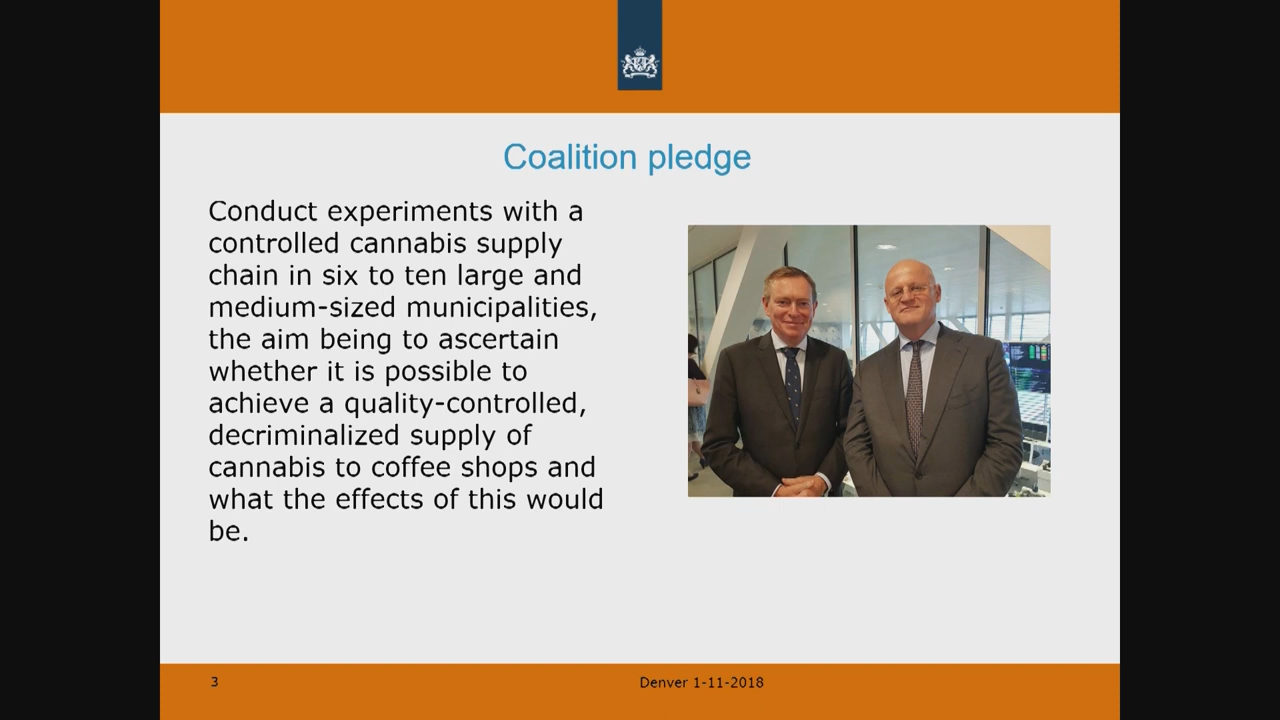 Coalition pledge
Conduct experiments with a
controlled cannabis supply
chain in six to ten large and
medium-sized municipalities,
the aim being to ascertain
whether it is possible to
achieve a quality-controlled,
decriminalized supply of
cannabis to coffee shops and
what the effects of this would
be.
3
Denver 1-11-2018